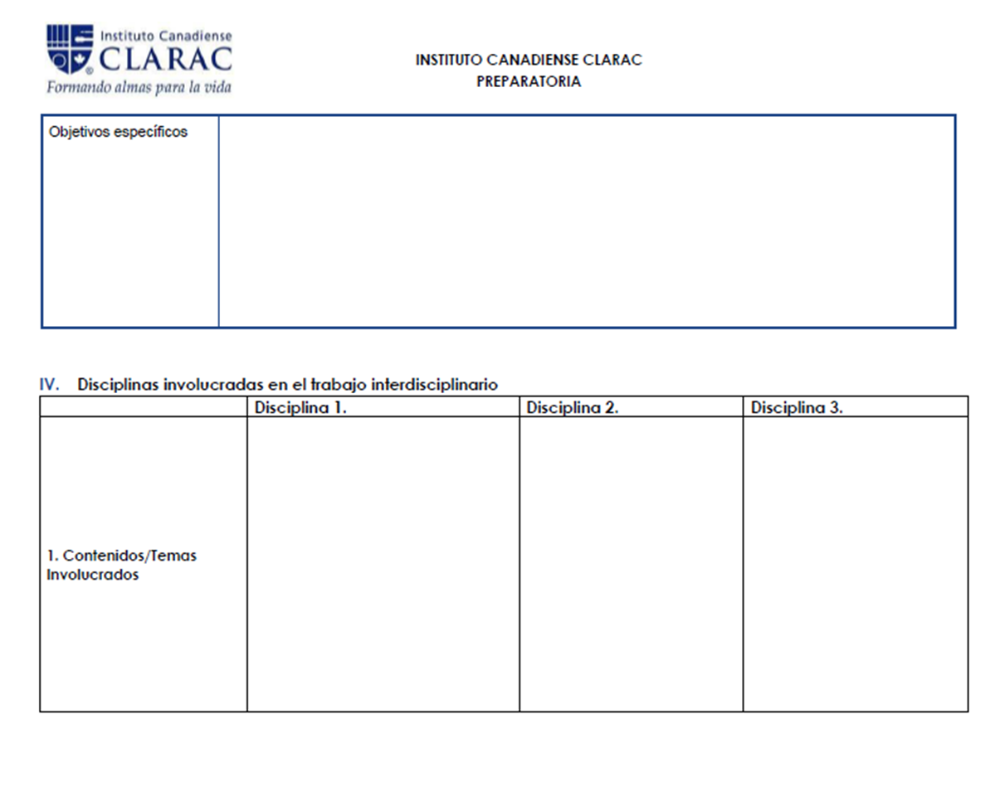 Instituto Canadiense
CLARAC
Formando almas para la vida
INSTITUTO CANADIENSE CLARAC
PREPARATORIA
Objetivos específicos
IV. Disciplinas involucradas en el trabajo interdisciplinario
Disciplina 1. Disciplina 2. Disciplina 3.
1. Contenidos/Temas
Involucrados